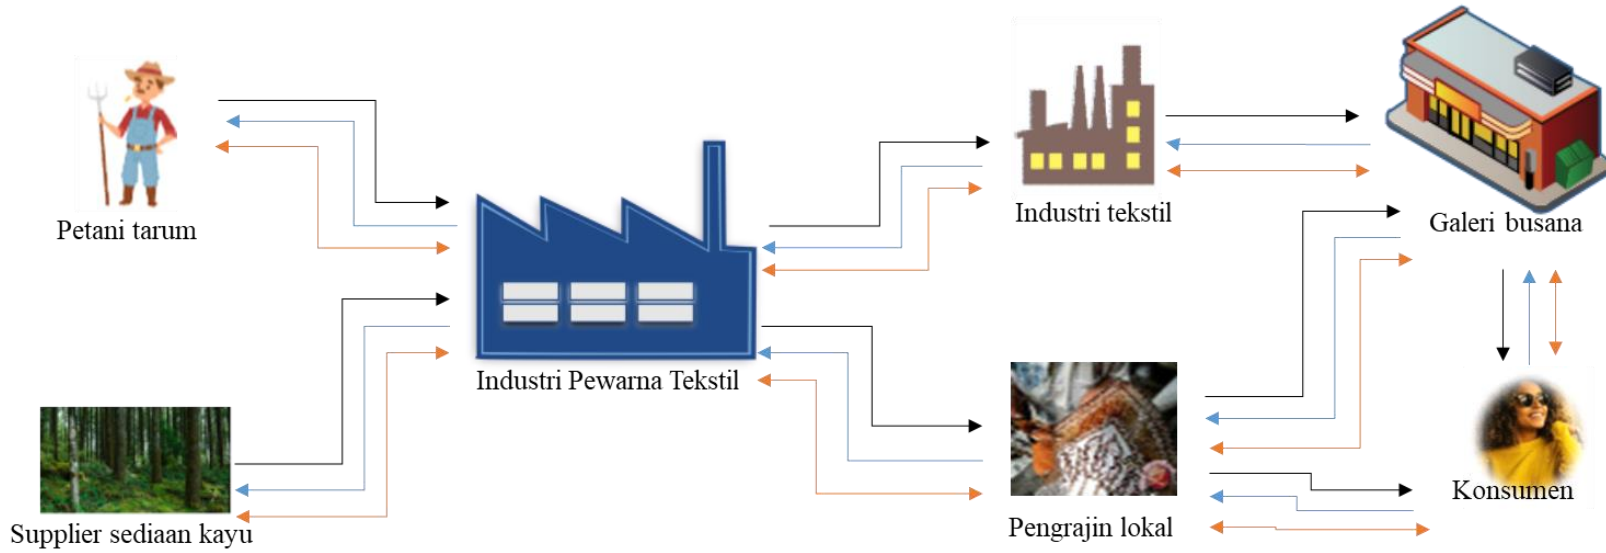 Petani tarum
Industri tekstil
Galeri busana
Industri Pewarna Tekstil
Supplier sediaan kayu
Pengrajin lokal
Konsumen